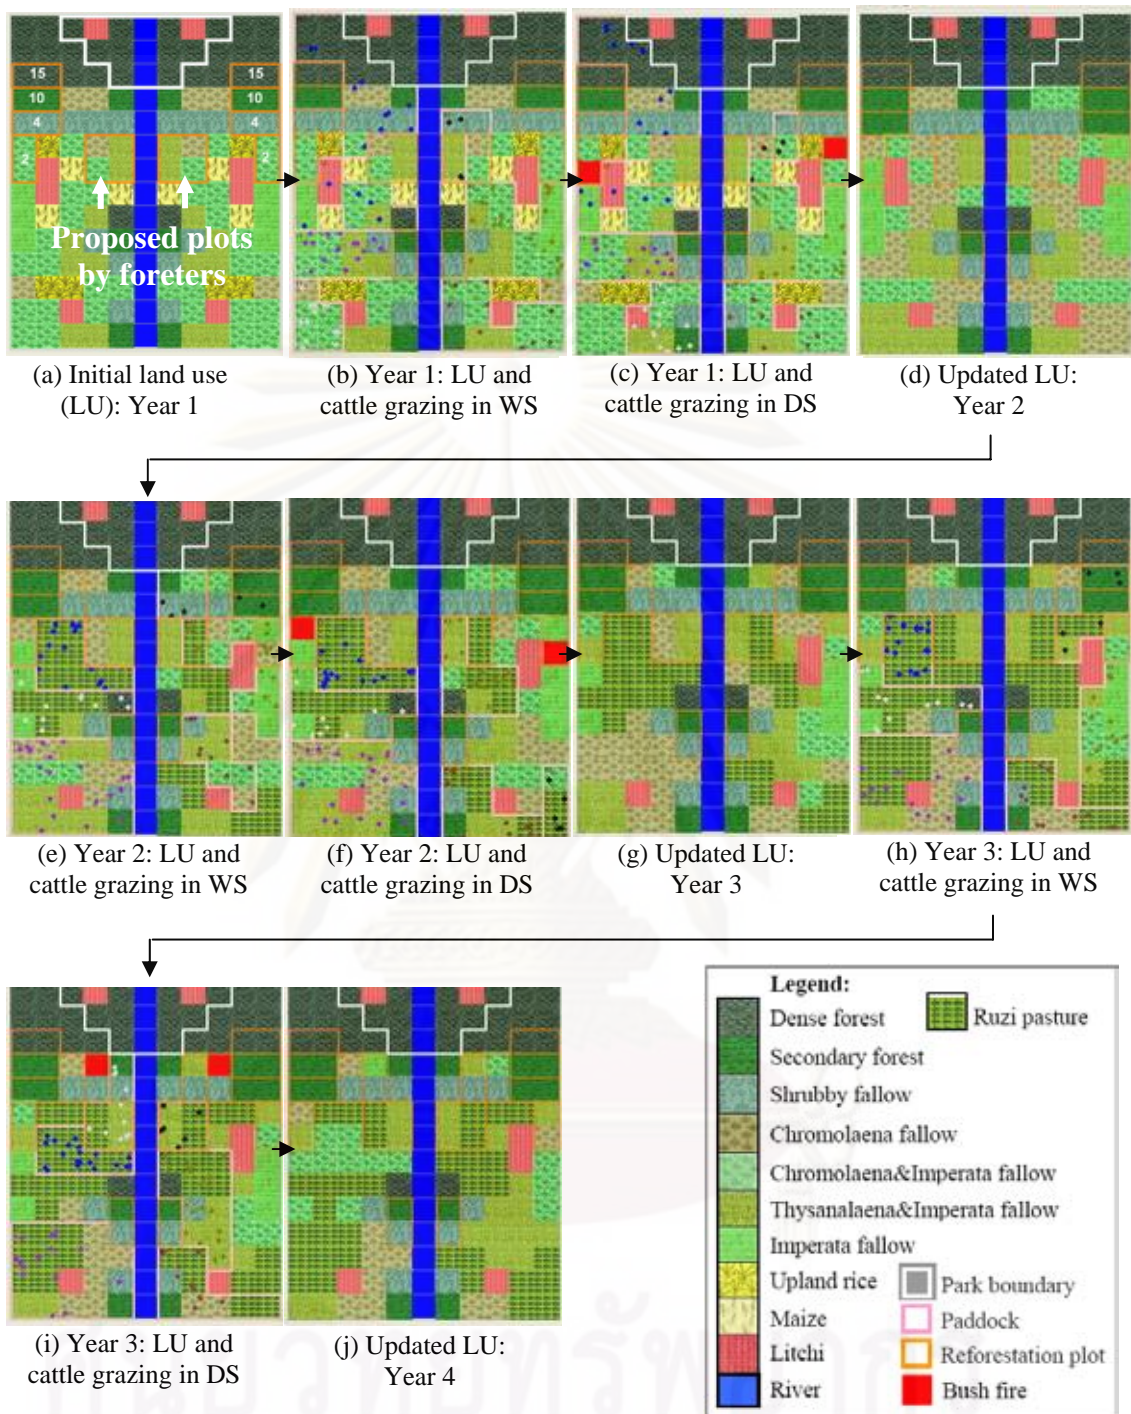 15
15
10
10
4
4
2
2
Proposed plots
by foreters
(a) Initial land use
(LU): Year 1
(b) Year 1: LU and
cattle grazing in WS
(c) Year 1: LU and
cattle grazing in DS
(d) Updated LU:
Year 2
(e) Year 2: LU and
cattle grazing in WS
(f) Year 2: LU and
cattle grazing in DS
(g) Updated LU:
Year 3
(h) Year 3: LU and
cattle grazing in WS
(i) Year 3: LU and
cattle grazing in DS
(j) Updated LU:
Year 4
Legend:
Dense forest
Ruzi pasture
Secondary forest
Shrubby fallow
Chromolaena fallow
Chromolaena&Imperata fallow
Thysanalaena&Imperata fallow
Imperata fallow
Upland rice
Park boundary
Maize
Paddock
Litchi
Reforestation plot
River
Bush fire